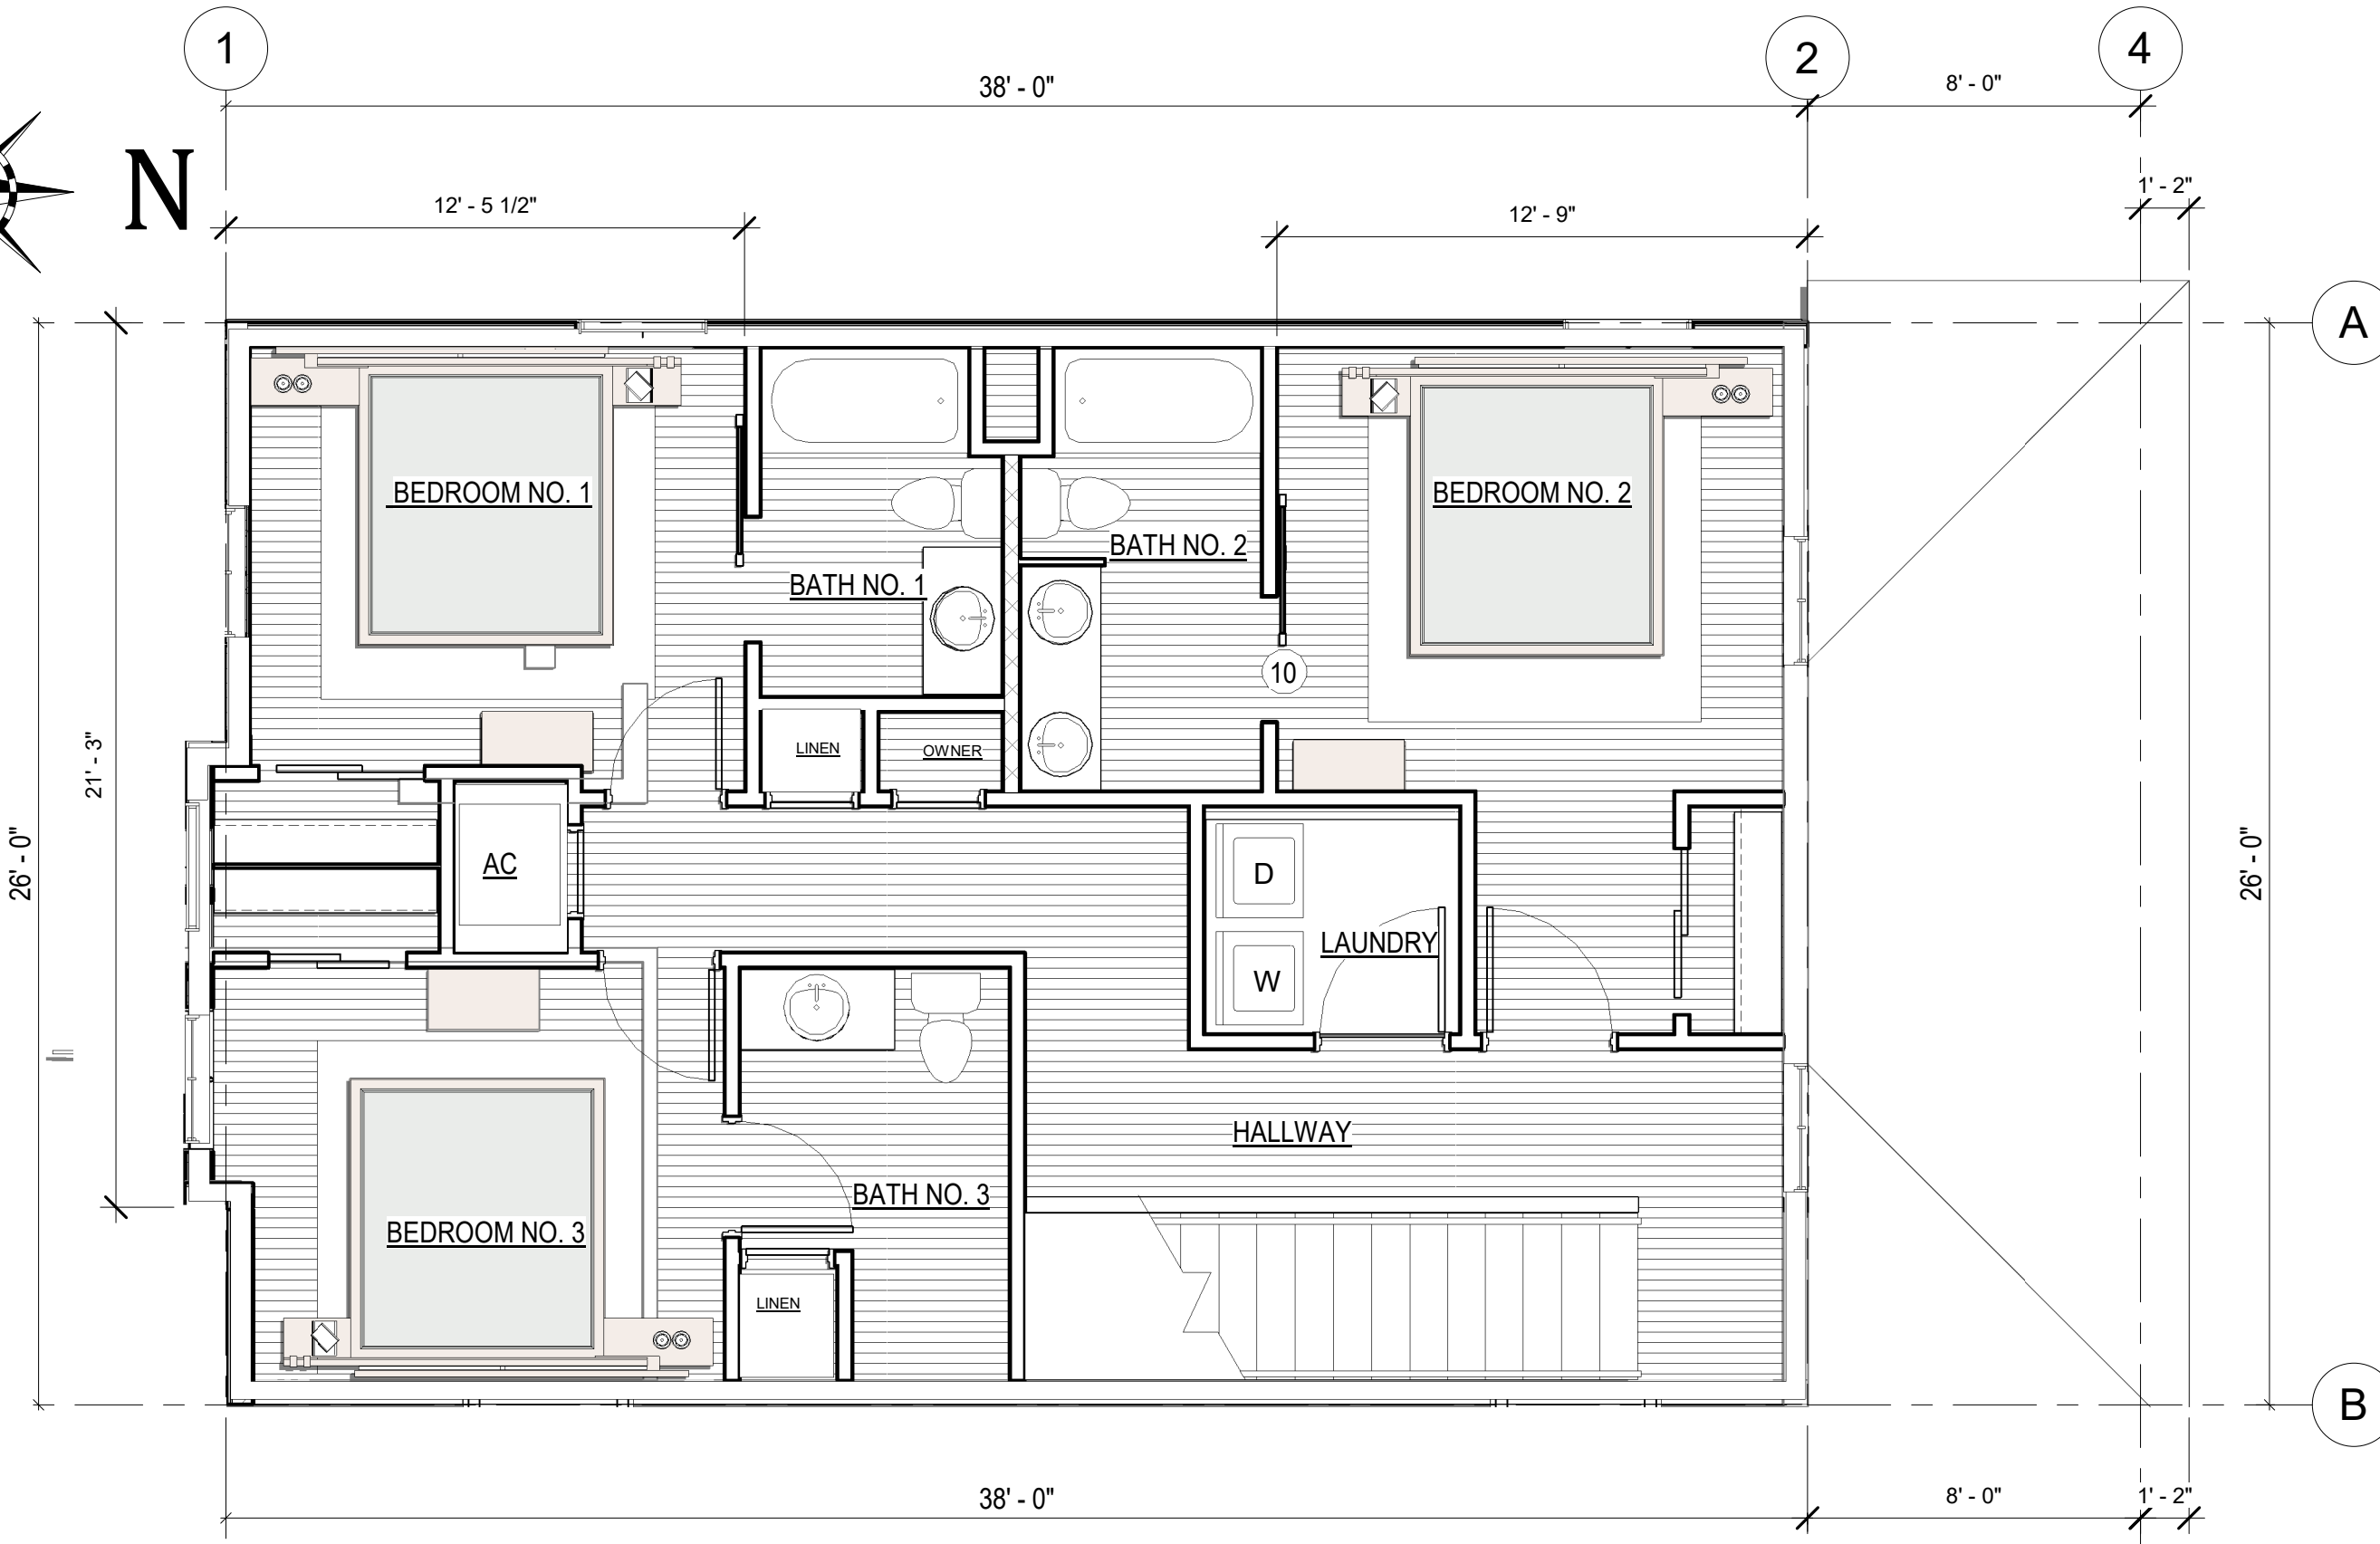 1
2
4
38' - 0"
8' - 0"
N
1' - 2"
12' - 5 1/2"
12' - 9"
A
BEDROOM NO. 1
BEDROOM NO. 2
BATH NO. 2
BATH NO. 1
10
LINEN
OWNER
21' - 3"
26' - 0"
26' - 0"
AC
D
LAUNDRY
W
HALLWAY
BATH NO. 3
BEDROOM NO. 3
LINEN
B
38' - 0"
8' - 0"
1' - 2"